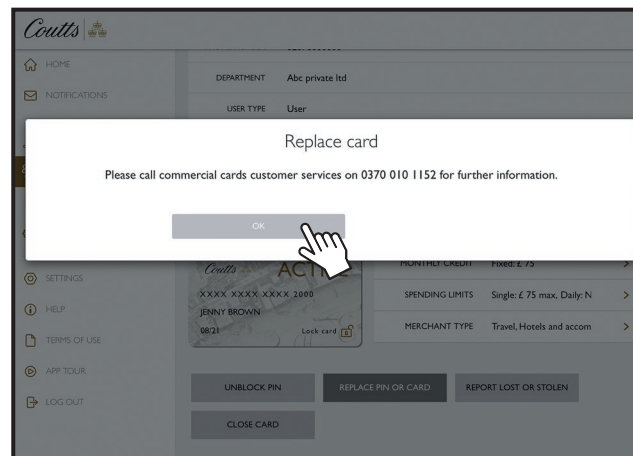 Coutts
HOME
NOTIFICATIONS
DEPARTMENT Abc private ltd
USER TYPE User
Replace card
Please call commercial cards customer services on 0370 010 1152 for further information.
OK
SETTINGS
HELP
TERMS OF USE
APP TOUR
LOG OUT
Coutts
XXXX XXXX XXXX 2000
JENNY BROWN
08/21 Lock card
MONTHLY CREDIT Fixed: £ 75
SPENDING LIMITS Single: £ 75 max, Daily: N
MERCHANT TYPE Travel, Hotels and accom
UNBLOCK PIN
REPLACE PIN OR CARD
REPORT LOST OR STOLEN
CLOSE CARD